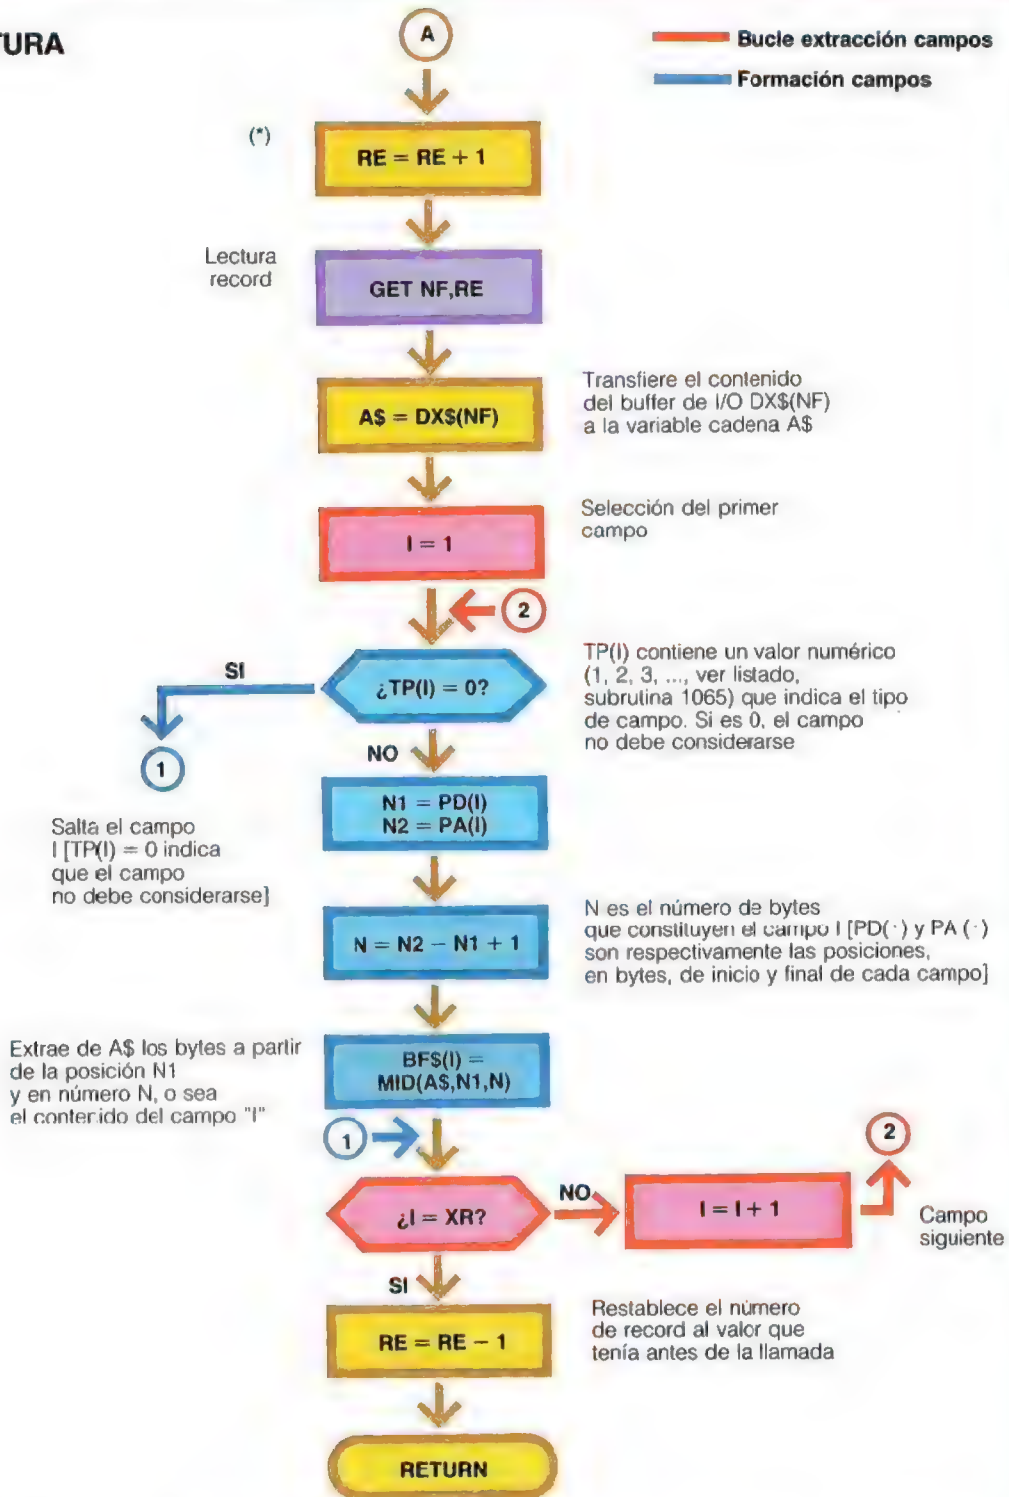 TURA
A
Bucle extracción campos
Formación campos
(*)
RE = RE + 1
Lectura
record
GET NF,RE
A$ = DX$(NF)
Transfiere el contenido
del buffer de I/O DX$(NF)
a la variable cadena A$
I = 1
Selección del primer
campo
2
SI
¿TP(I) = 0?
TP(I) contiene un valor numérico
(1, 2, 3, ..., ver listado,
subrutina 1065) que indica el tipo
de campo. Si es 0, el campo
no debe considerarse
NO
1
Salta el campo
I [TP(I) = 0 indica
que el campo
no debe considerarse]
N1 = PD(I)
N2 = PA(I)
N = N2 − N1 + 1
N es el número de bytes
que constituyen el campo I [PD(·) y PA (·)
son respectivamente las posiciones,
en bytes, de inicio y final de cada campo]
Extrae de A$ los bytes a partir
de la posición N1
y en número N, o sea
el contenido del campo "I"
BF$(I) =
MID(A$,N1,N)
1
2
¿I = XR?
NO
I = I + 1
Campo
siguiente
SI
RE = RE − 1
Restablece el número
de record al valor que
tenía antes de la llamada
RETURN